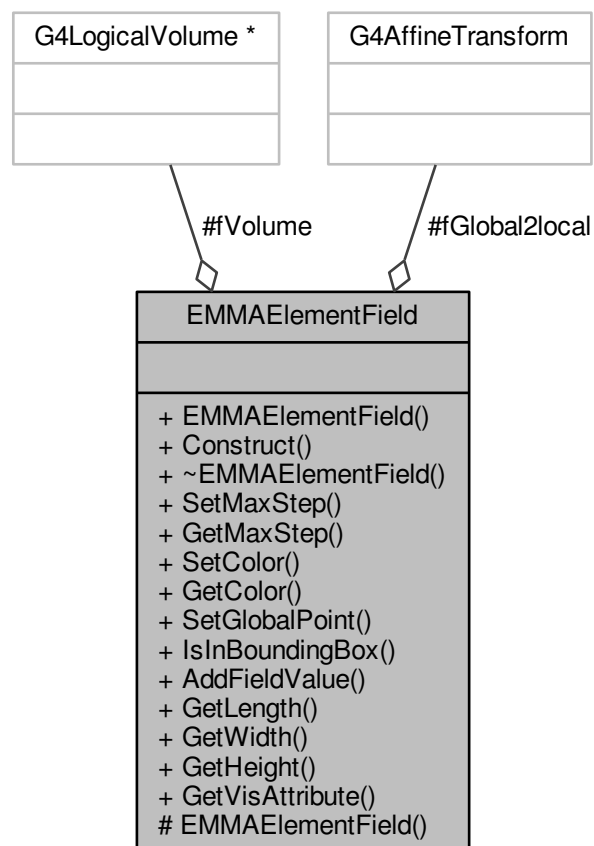 G4LogicalVolume *
G4AffineTransform
#fVolume
#fGlobal2local
EMMAElementField
+ EMMAElementField()
+ Construct()
+ ~EMMAElementField()
+ SetMaxStep()
+ GetMaxStep()
+ SetColor()
+ GetColor()
+ SetGlobalPoint()
+ IsInBoundingBox()
+ AddFieldValue()
+ GetLength()
+ GetWidth()
+ GetHeight()
+ GetVisAttribute()
# EMMAElementField()